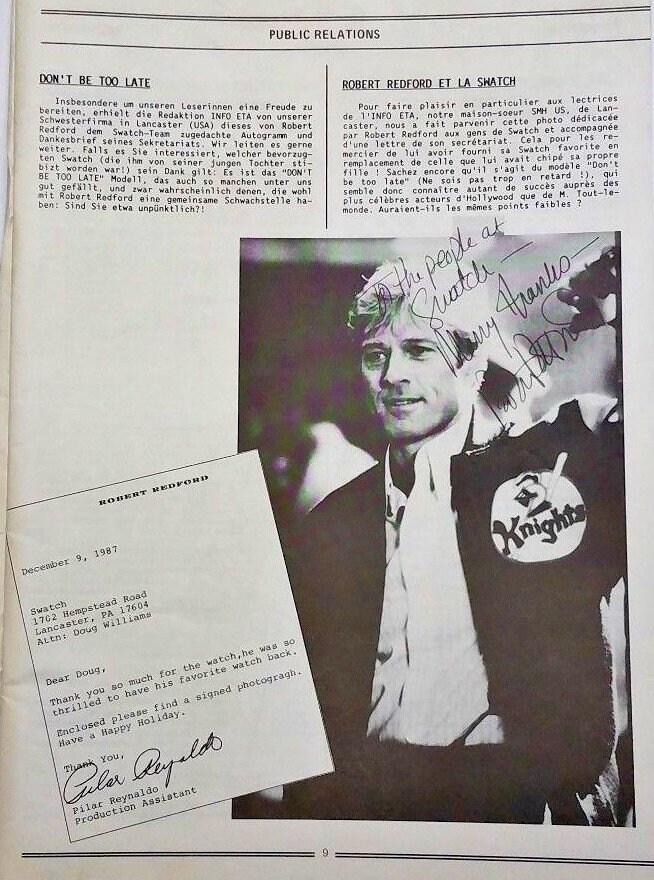 PUBLIC RELATIONS
DON'T BE TOO LATE
Insbesondere um unseren Leserinnen eine Freude zu
bereiten, erhielt die Redaktion INFO ETA von unserer
Schwesterfirma in Lancaster (USA) dieses von Robert
Redford dem Swatch-Team zugedachte Autogramm und
Dankesbrief seines Sekretariats. Wir leiten es gerne
weiter. Falls es Sie interessiert, welcher bevorzug-
ten Swatch (die ihm von seiner jungen Tochter sti-
bizt worden war!) sein Dank gilt: Es ist das "DON'T
BE TOO LATE" Modell, das auch so manchen unter uns
gut gefällt, und zwar wahrscheinlich denen, die wohl
mit Robert Redford eine gemeinsame Schwachstelle ha-
ben: Sind Sie etwa unpünktlich?!
ROBERT REDFORD ET LA SWATCH
Pour faire plaisir en particulier aux lectrices
de l'INFO ETA, notre maison-soeur SMH US, de Lan-
caster, nous a fait parvenir cette photo dédicacée
par Robert Redford aux gens de Swatch et accompagnée
d'une lettre de son secrétariat. Cela pour les re-
mercier de lui avoir fourni sa Swatch favorite en
remplacement de celle que lui avait chipé sa propre
fille ! Sachez encore qu'il s'agit du modèle "Don't
be too late" (Ne sois pas trop en retard !), qui
semble donc connaître autant de succès auprès des
plus célèbres acteurs d'Hollywood que de M. Tout-le-
monde. Auraient-ils les mêmes points faibles ?
To the people at
Swatch —
Many thanks —
Knights
ROBERT REDFORD
December 9, 1987
Swatch
1702 Hempstead Road
Lancaster, PA 17604
Attn: Doug Williams
Dear Doug,
Thank you so much for the watch,he was so
thrilled to have his favorite watch back.
Enclosed please find a signed photogragh.
Have a Happy Holiday.
Thank You,
Pilar Reynaldo
Pilar Reynaldo
Production Assistant
9